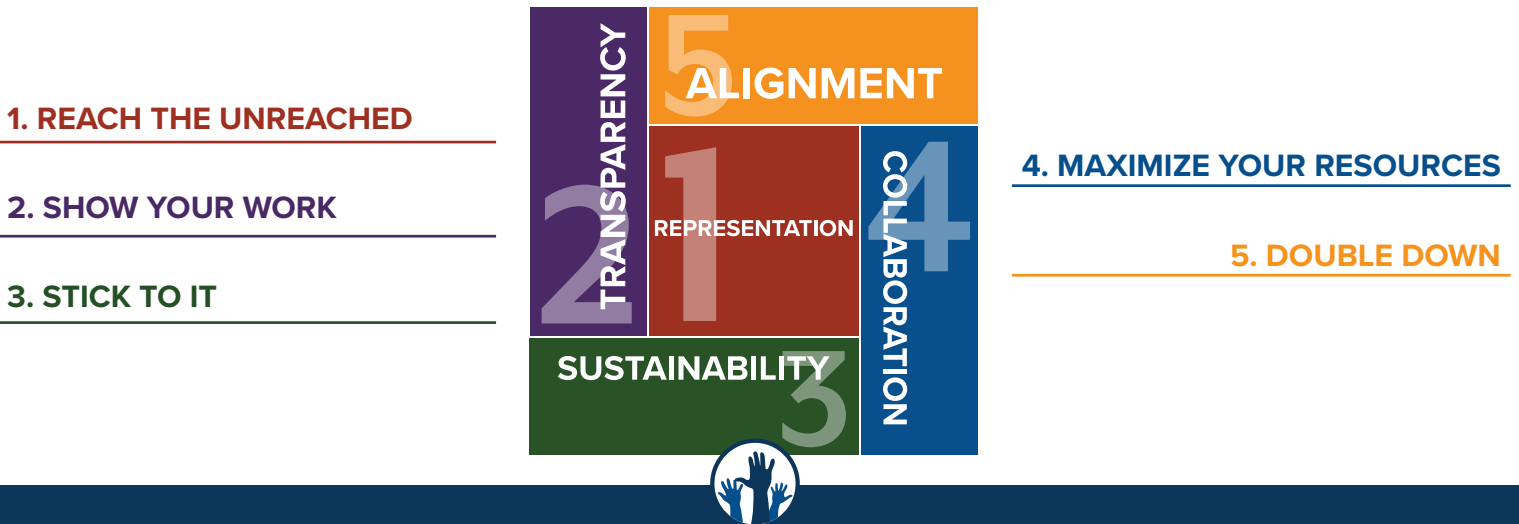 1. REACH THE UNREACHED
2. SHOW YOUR WORK
3. STICK TO IT
2
TRANSPARENCY
5
ALIGNMENT
1
REPRESENTATION
4
COLLABORATION
3
SUSTAINABILITY
4. MAXIMIZE YOUR RESOURCES
5. DOUBLE DOWN